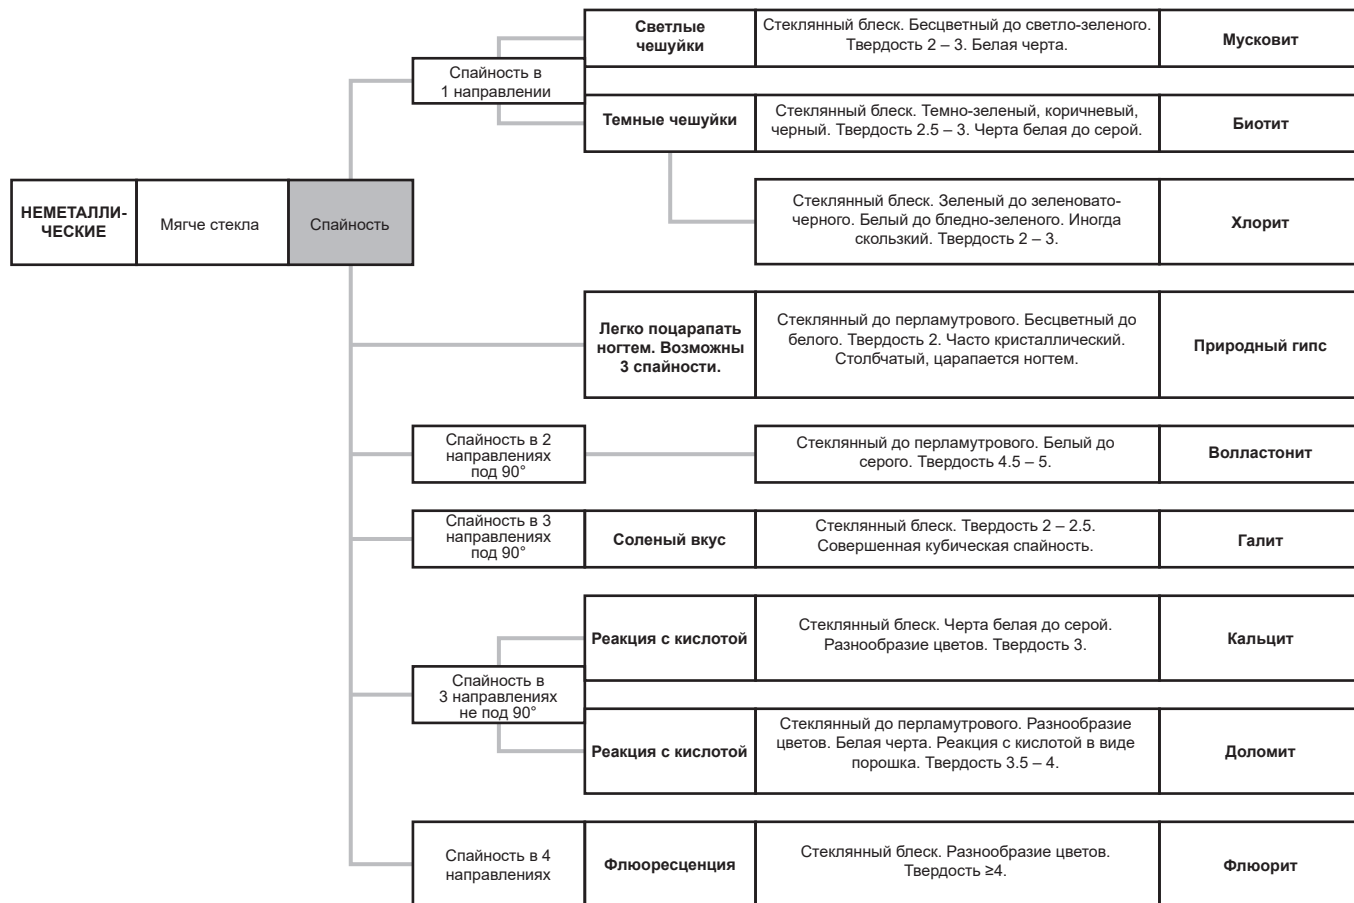 Светлые
чешуйки
Стеклянный блеск. Бесцветный до светло-зеленого.
Твердость 2 – 3. Белая черта.
Мусковит
Спайность в
1 направлении
Темные чешуйки
Стеклянный блеск. Темно-зеленый, коричневый,
черный. Твердость 2.5 – 3. Черта белая до серой.
Биотит
НЕМЕТАЛЛИ-
ЧЕСКИЕ
Мягче стекла
Спайность
Стеклянный блеск. Зеленый до зеленовато-
черного. Белый до бледно-зеленого. Иногда
скользкий. Твердость 2 – 3.
Хлорит
Легко поцарапать
ногтем. Возможны
3 спайности.
Стеклянный до перламутрового. Бесцветный до
белого. Твердость 2. Часто кристаллический.
Столбчатый, царапается ногтем.
Природный гипс
Спайность в 2
направлениях
под 90°
Стеклянный до перламутрового. Белый до
серого. Твердость 4.5 – 5.
Волластонит
Спайность в 3
направлениях
под 90°
Соленый вкус
Стеклянный блеск. Твердость 2 – 2.5.
Совершенная кубическая спайность.
Галит
Реакция с кислотой
Стеклянный блеск. Черта белая до серой.
Разнообразие цветов. Твердость 3.
Кальцит
Спайность в
3 направлениях
не под 90°
Реакция с кислотой
Стеклянный до перламутрового. Разнообразие
цветов. Белая черта. Реакция с кислотой в виде
порошка. Твердость 3.5 – 4.
Доломит
Спайность в 4
направлениях
Флюоресценция
Стеклянный блеск. Разнообразие цветов.
Твердость ≥4.
Флюорит